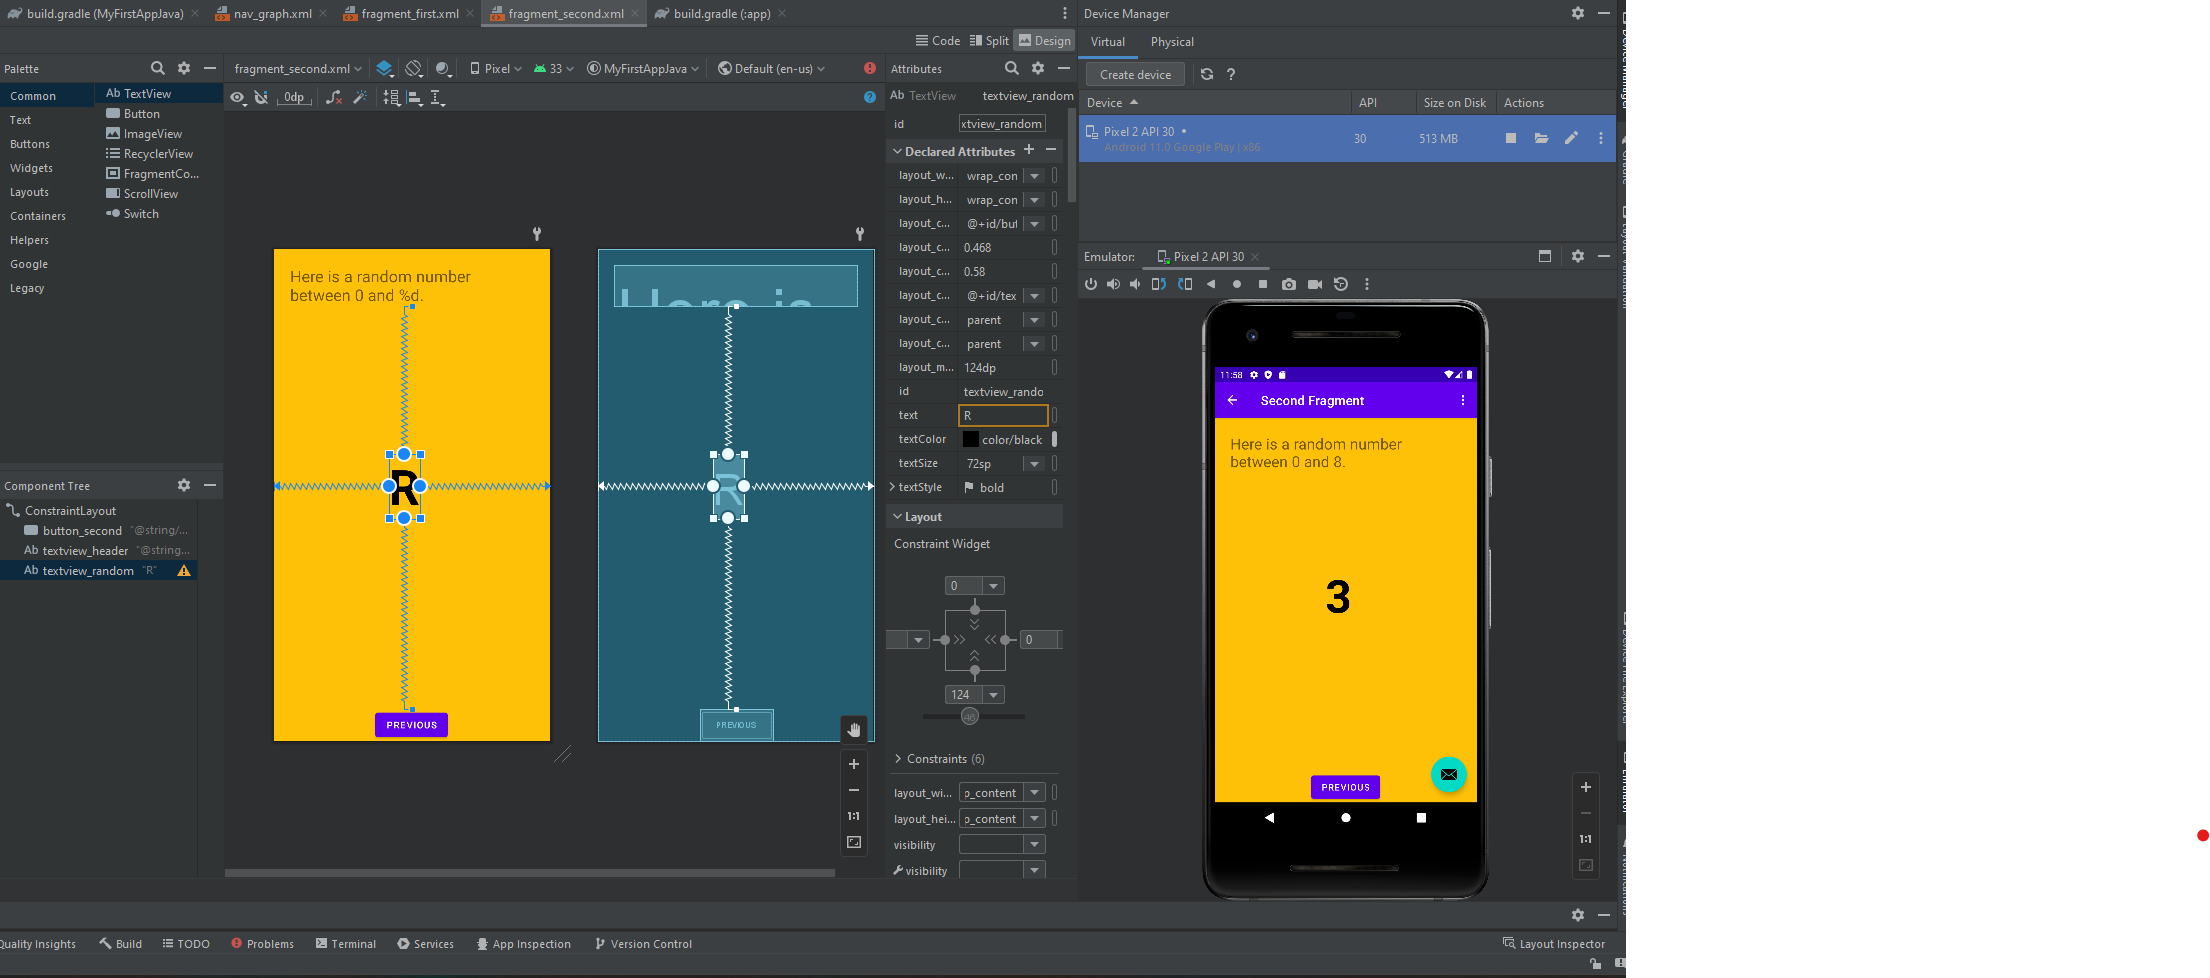 build.gradle (MyFirstAppJava)
nav_graph.xml
fragment_first.xml
fragment_second.xml
build.gradle (:app)
Code
Split
Design
Palette
fragment_second.xml
Pixel
33
MyFirstAppJava
Default (en-us)
Attributes
Common
Text
Buttons
Widgets
Layouts
Containers
Helpers
Google
Legacy
Ab TextView
Button
ImageView
RecyclerView
FragmentCo...
ScrollView
Switch
0dp
Here is a random number
between 0 and %d.
R
PREVIOUS
Here is
R
PREVIOUS
1:1
Component Tree
ConstraintLayout
button_second "@string/...
Ab textview_header "@string...
Ab textview_random "R"
Ab TextView textview_random
id xtview_random
Declared Attributes
layout_w... wrap_con
layout_h... wrap_con
layout_c... @+id/but
layout_c... 0.468
layout_c... 0.58
layout_c... @+id/tex
layout_c... parent
layout_c... parent
layout_m... 124dp
id textview_rando
text R
textColor color/black
textSize 72sp
textStyle bold
Layout
Constraint Widget
0
0
124
46
Constraints (6)
layout_wi... p_content
layout_hei... p_content
visibility
visibility
Device Manager
Virtual
Physical
Create device
?
Device API Size on Disk Actions
Pixel 2 API 30 30 513 MB
Android 11.0 Google Play | x86
Emulator: Pixel 2 API 30
11:58
Second Fragment
Here is a random number
between 0 and 8.
3
PREVIOUS
1:1
Quality Insights
Build
TODO
Problems
Terminal
Services
App Inspection
Version Control
Layout Inspector